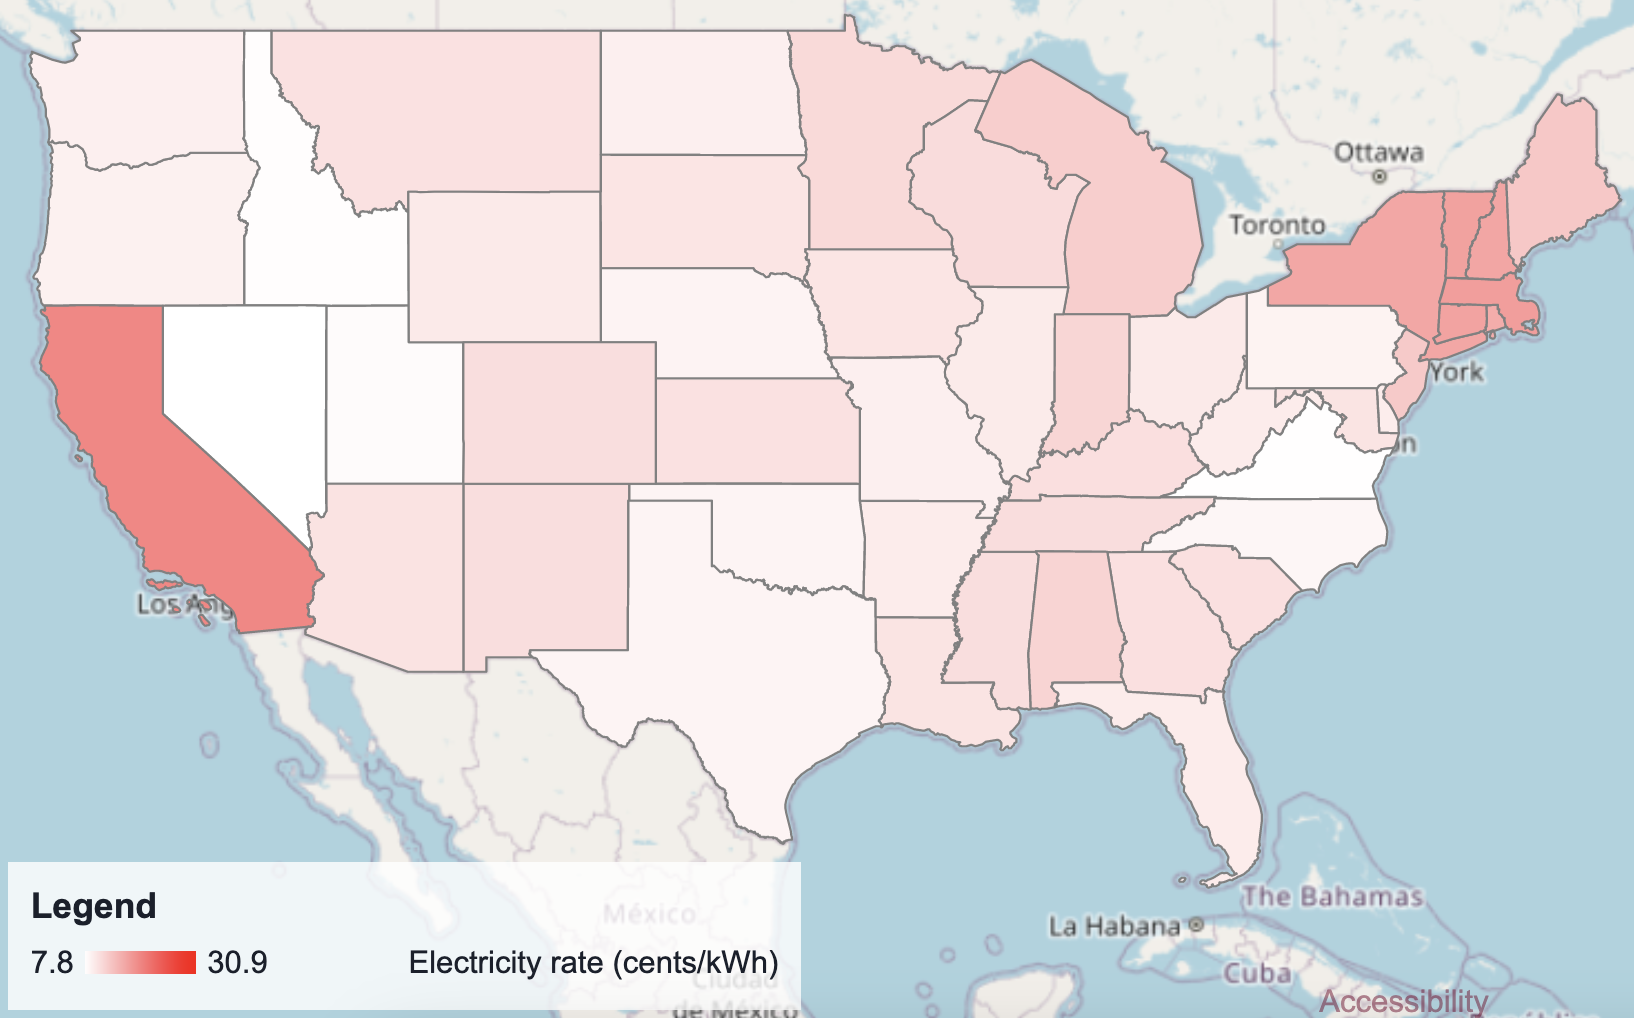 Ottawa
Toronto
York
on
Los Ang
Legend
7.8
30.9
Electricity rate (cents/kWh)
México
Ciudad
de México
La Habana
The Bahamas
Cuba
Accessibility